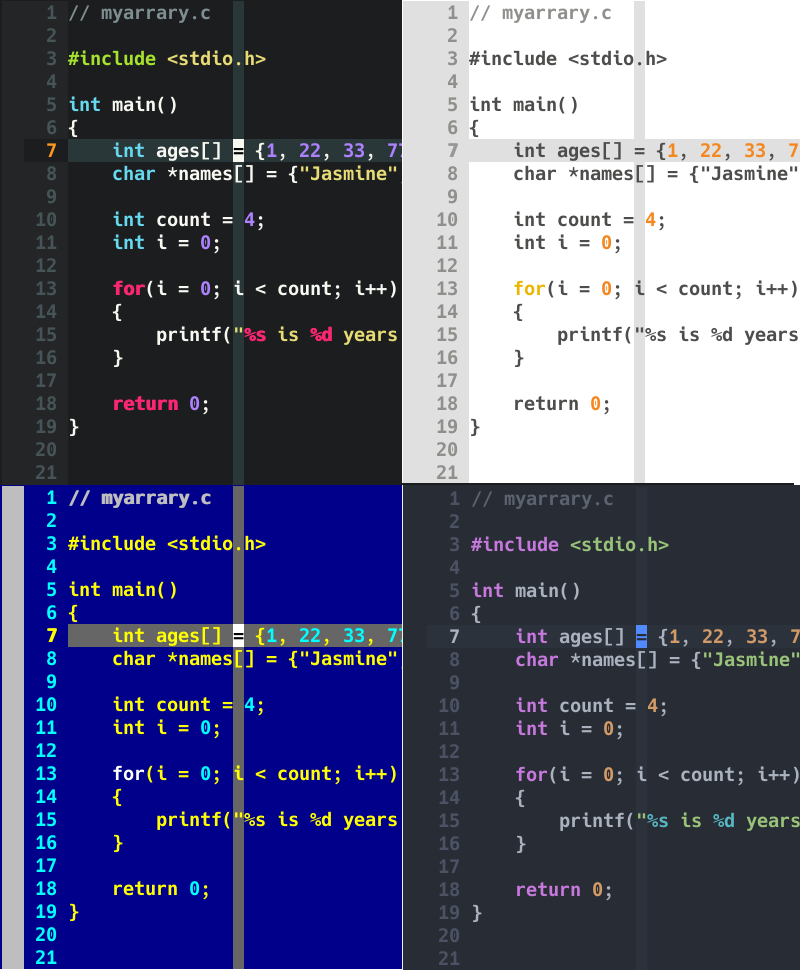 1 // myarrary.c
2
3 #include <stdio.h>
4
5 int main()
6 {
7     int ages[] = {1, 22, 33, 7
8     char *names[] = {"Jasmine"
9
10     int count = 4;
11     int i = 0;
12
13     for(i = 0; i < count; i++)
14     {
15         printf("%s is %d years
16     }
17
18     return 0;
19 }
20
21
1 // myarrary.c
2
3 #include <stdio.h>
4
5 int main()
6 {
7     int ages[] = {1, 22, 33, 7
8     char *names[] = {"Jasmine"
9
10     int count = 4;
11     int i = 0;
12
13     for(i = 0; i < count; i++)
14     {
15         printf("%s is %d years
16     }
17
18     return 0;
19 }
20
21
1 // myarrary.c
2
3 #include <stdio.h>
4
5 int main()
6 {
7     int ages[] = {1, 22, 33, 7
8     char *names[] = {"Jasmine"
9
10     int count = 4;
11     int i = 0;
12
13     for(i = 0; i < count; i++)
14     {
15         printf("%s is %d years
16     }
17
18     return 0;
19 }
20
21
1 // myarrary.c
2
3 #include <stdio.h>
4
5 int main()
6 {
7     int ages[] = {1, 22, 33, 7
8     char *names[] = {"Jasmine"
9
10     int count = 4;
11     int i = 0;
12
13     for(i = 0; i < count; i++)
14     {
15         printf("%s is %d years
16     }
17
18     return 0;
19 }
20
21